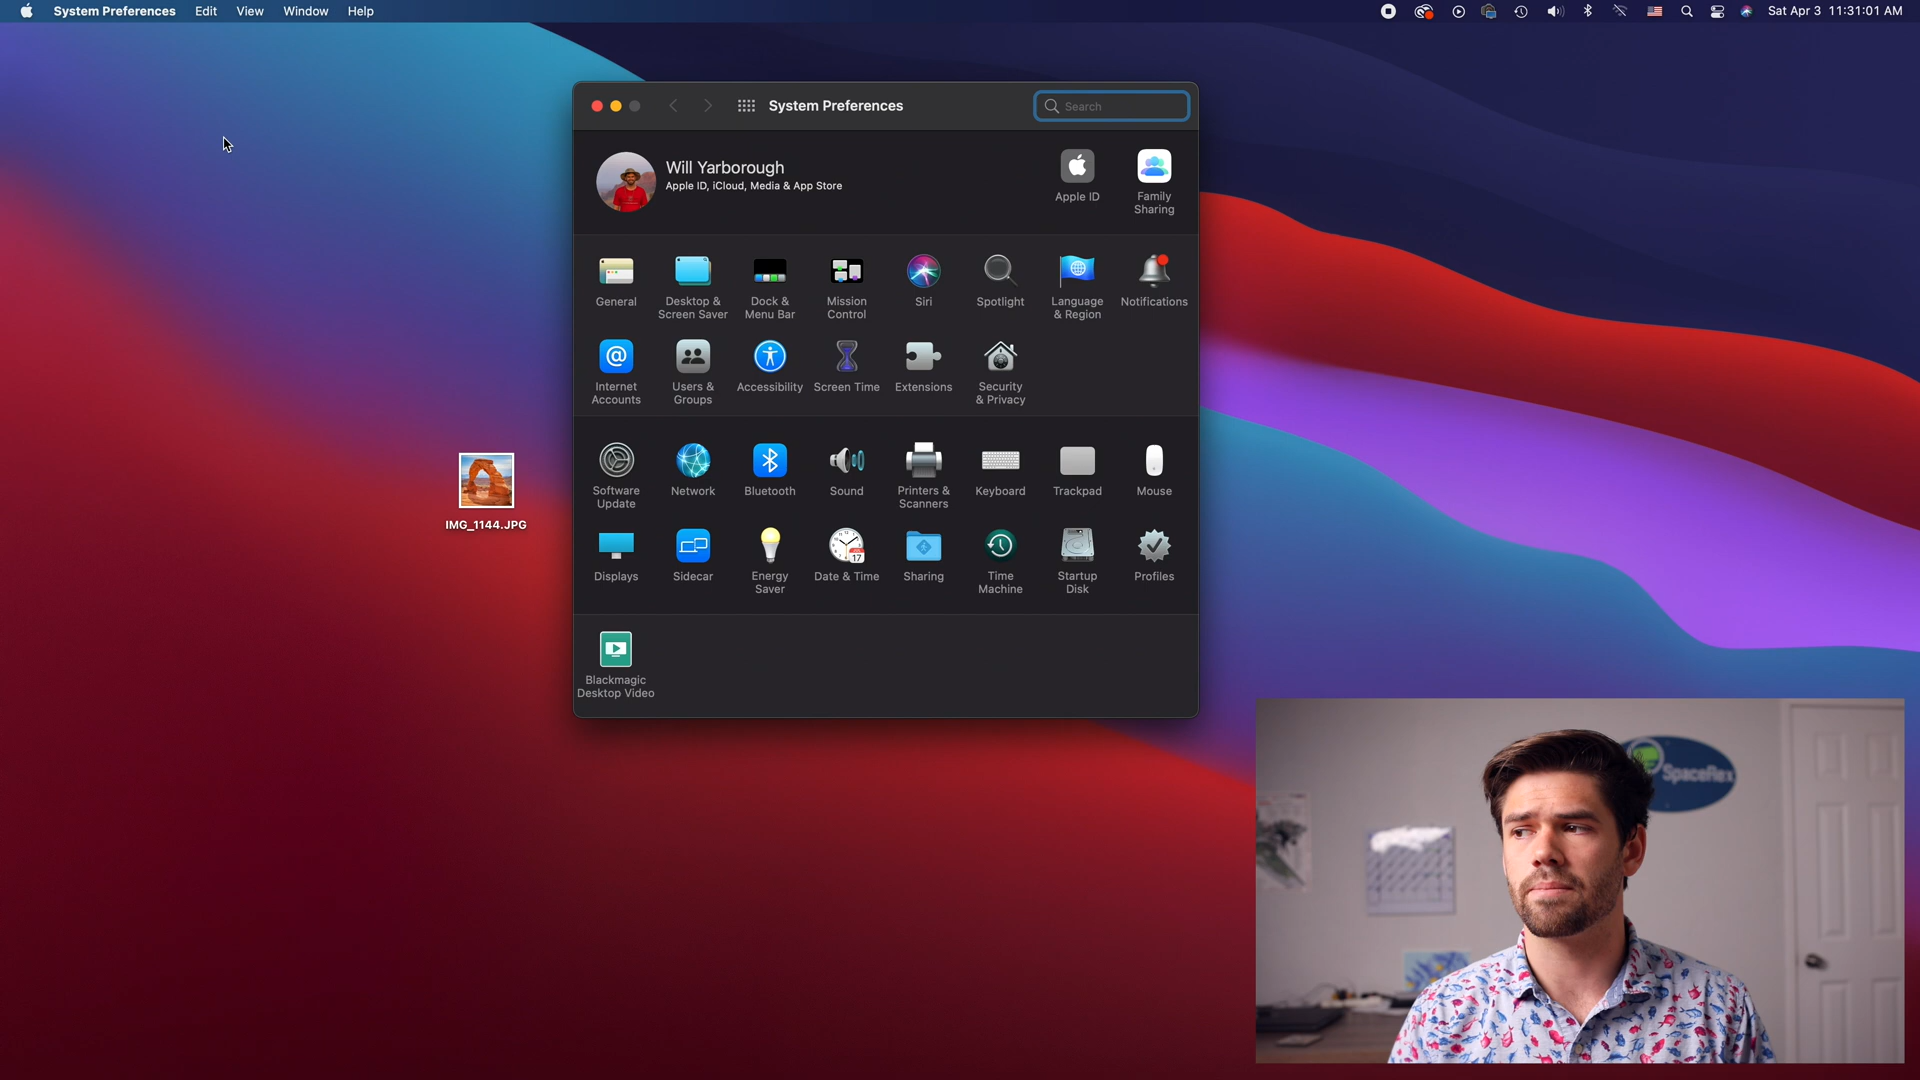 System Preferences Edit View Window Help
Sat Apr 3 11:31:01 AM
System Preferences
Search
Will Yarborough
Apple ID, iCloud, Media & App Store
Apple ID
Family
Sharing
General
Desktop &
Screen Saver
Dock &
Menu Bar
Mission
Control
Siri
Spotlight
Language
& Region
Notifications
Internet
Accounts
Users &
Groups
Accessibility
Screen Time
Extensions
Security
& Privacy
Software
Update
Network
Bluetooth
Sound
Printers &
Scanners
Keyboard
Trackpad
Mouse
Displays
Sidecar
Energy
Saver
17
Date & Time
Sharing
Time
Machine
Startup
Disk
Profiles
Blackmagic
Desktop Video
IMG_1144.JPG
SpaceRex